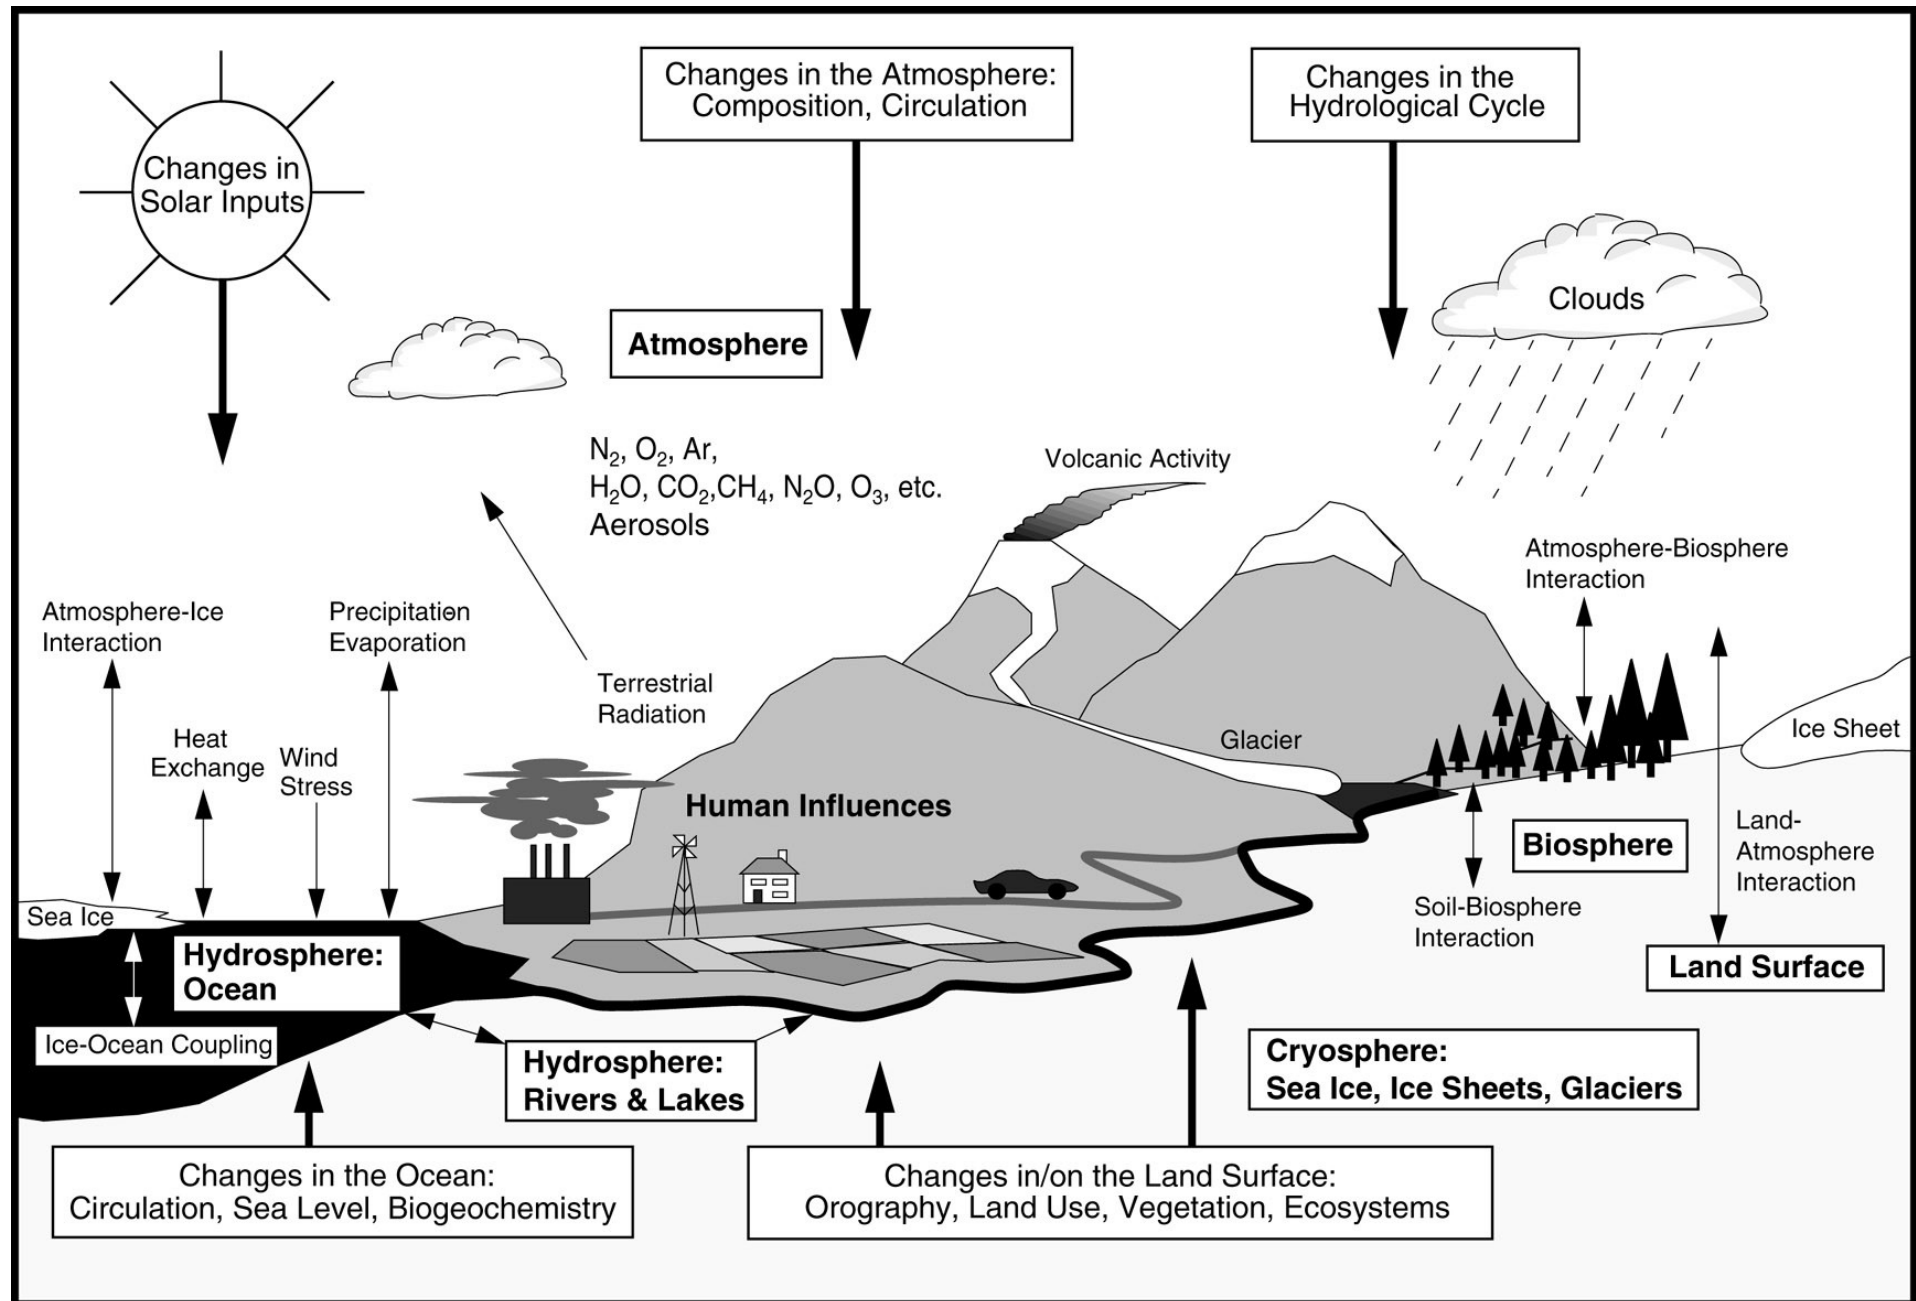 Changes in the Atmosphere:
Composition, Circulation
Changes in the
Hydrological Cycle
Changes in
Solar Inputs
Clouds
Atmosphere
N₂, O₂, Ar,
H₂O, CO₂,CH₄, N₂O, O₃, etc.
Aerosols
Volcanic Activity
Atmosphere-Biosphere
Interaction
Atmosphere-Ice
Interaction
Precipitation
Evaporation
Terrestrial
Radiation
Heat
Exchange
Wind
Stress
Glacier
Ice Sheet
Human Influences
Biosphere
Land-
Atmosphere
Interaction
Soil-Biosphere
Interaction
Sea Ice
Hydrosphere:
Ocean
Land Surface
Ice-Ocean Coupling
Hydrosphere:
Rivers & Lakes
Cryosphere:
Sea Ice, Ice Sheets, Glaciers
Changes in the Ocean:
Circulation, Sea Level, Biogeochemistry
Changes in/on the Land Surface:
Orography, Land Use, Vegetation, Ecosystems